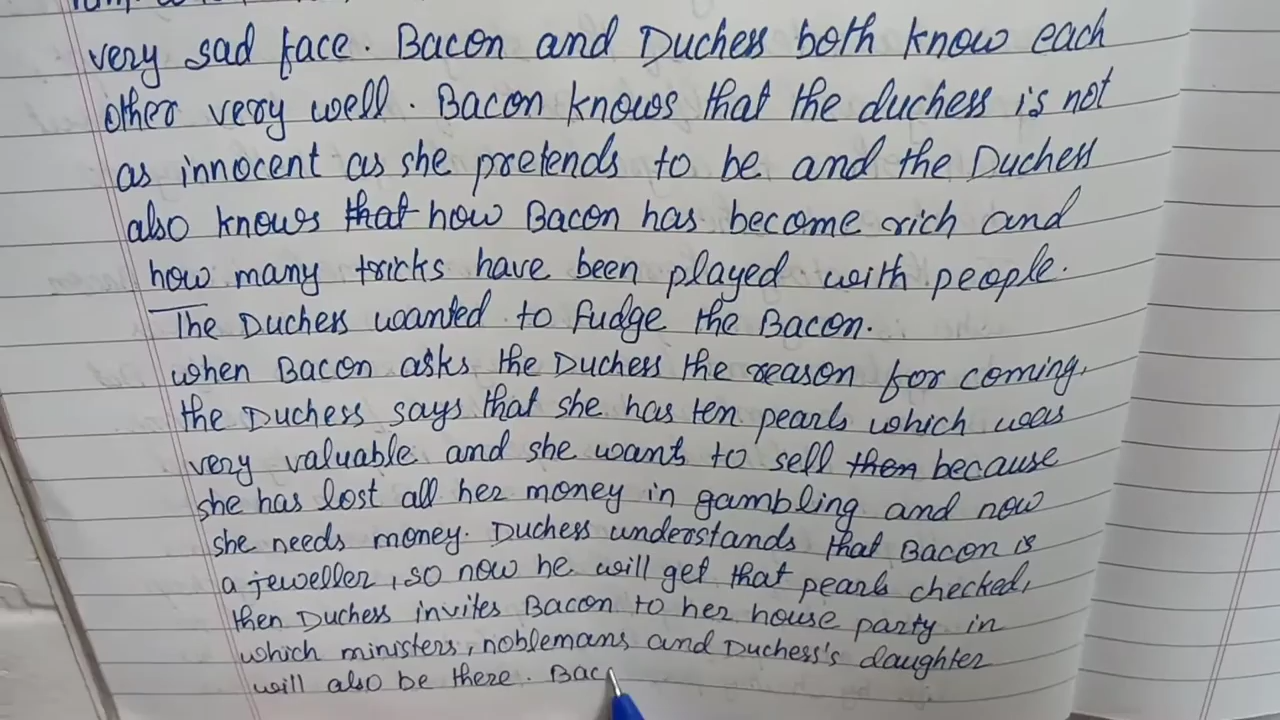 very sad face. Bacon and Duchess both know each
other very well. Bacon knows that the duchess is not
as innocent as she pretends to be and the Duchess
also knows that how Bacon has become rich and
how many tricks have been played with people.
The Duchess wanted to fudge the Bacon.
when Bacon asks the Duchess the reason for coming,
the Duchess says that she has ten pearls which was
very valuable and she want to sell then because
she has lost all her money in gambling and now
she needs money. Duchess understands that Bacon is
a jeweller, so now he will get that pearls checked,
then Duchess invites Bacon to her house party in
which ministers, noblemans and Duchess's daughter
will also be there. Bac